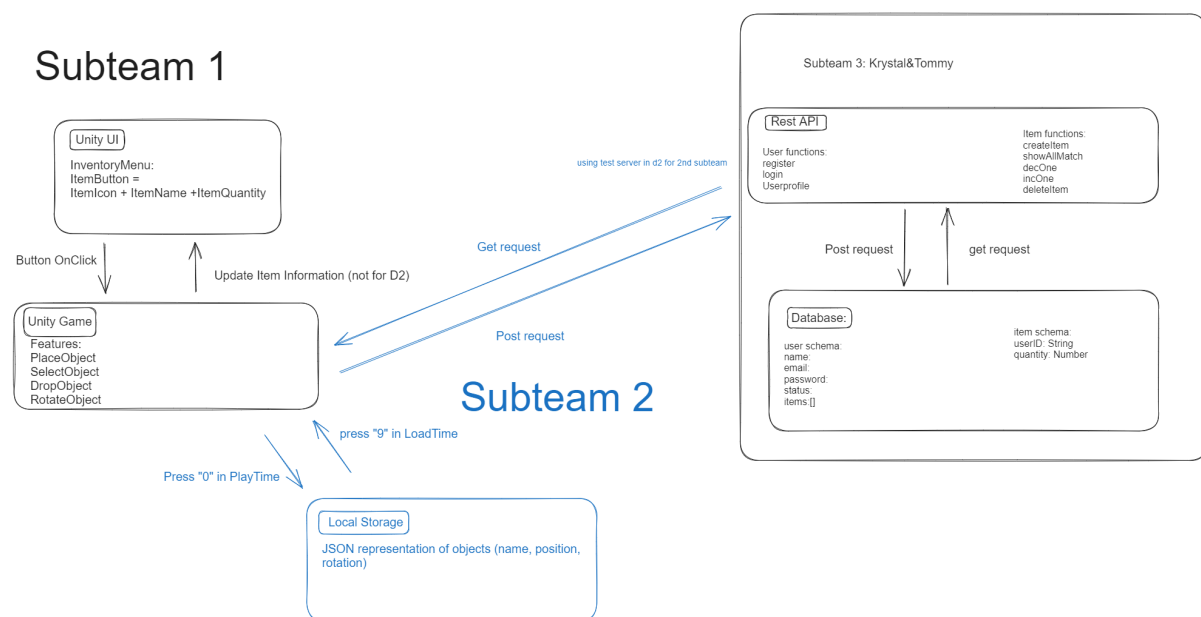 Subteam 1
Unity UI
InventoryMenu:
ItemButton =
ItemIcon + ItemName +ItemQuantity
Button OnClick
Update Item Information (not for D2)
Unity Game
Features:
PlaceObject
SelectObject
DropObject
RotateObject
using test server in d2 for 2nd subteam
Get request
Post request
Subteam 2
press "9" in LoadTime
Press "0" in PlayTime
Local Storage
JSON representation of objects (name, position,
rotation)
Subteam 3: Krystal&Tommy
Rest API
User functions:
register
login
Userprofile
Item functions:
createItem
showAllMatch
decOne
incOne
deleteItem
Post request
get request
Database:
user schema:
name:
email:
password:
status:
items:[]
item schema:
userID: String
quantity: Number